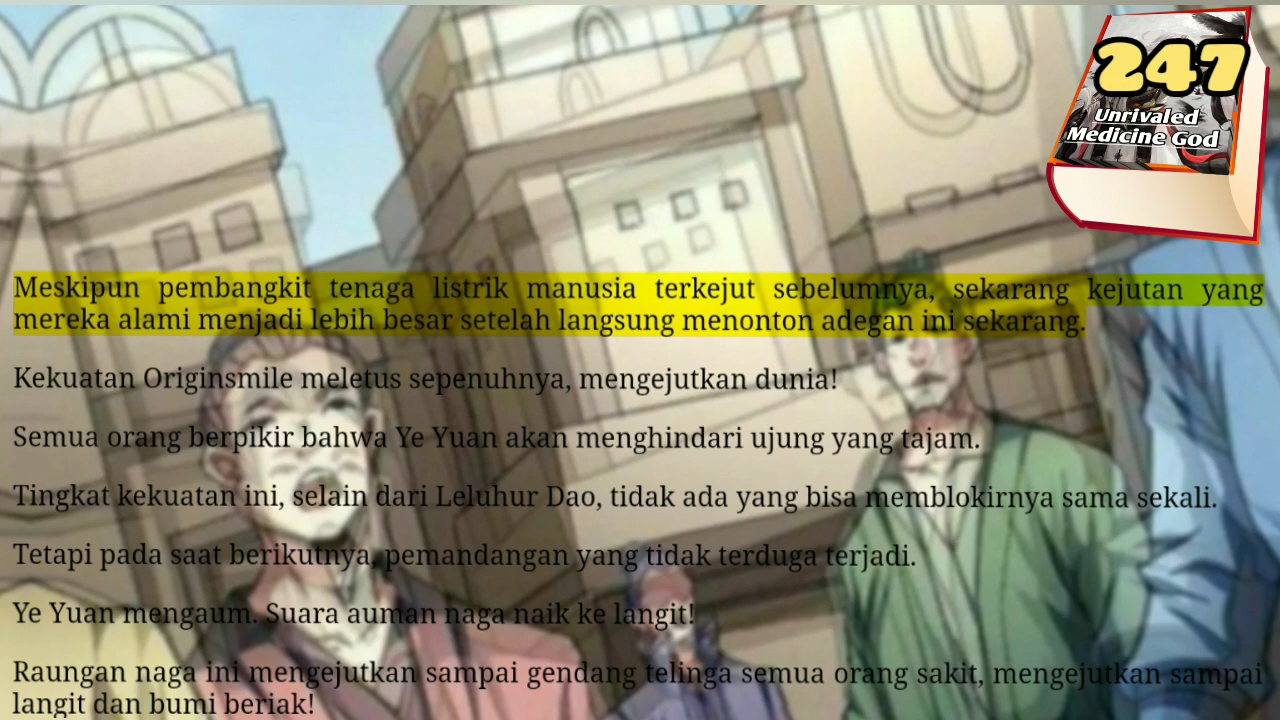 247
Unrivaled
Medicine God
Meskipun pembangkit tenaga listrik manusia terkejut sebelumnya, sekarang kejutan yang
mereka alami menjadi lebih besar setelah langsung menonton adegan ini sekarang.
Kekuatan Originsmile meletus sepenuhnya, mengejutkan dunia!
Semua orang berpikir bahwa Ye Yuan akan menghindari ujung yang tajam.
Tingkat kekuatan ini, selain dari Leluhur Dao, tidak ada yang bisa memblokirnya sama sekali.
Tetapi pada saat berikutnya, pemandangan yang tidak terduga terjadi.
Ye Yuan mengaum. Suara auman naga naik ke langit!
Raungan naga ini mengejutkan sampai gendang telinga semua orang sakit, mengejutkan sampai
langit dan bumi beriak!